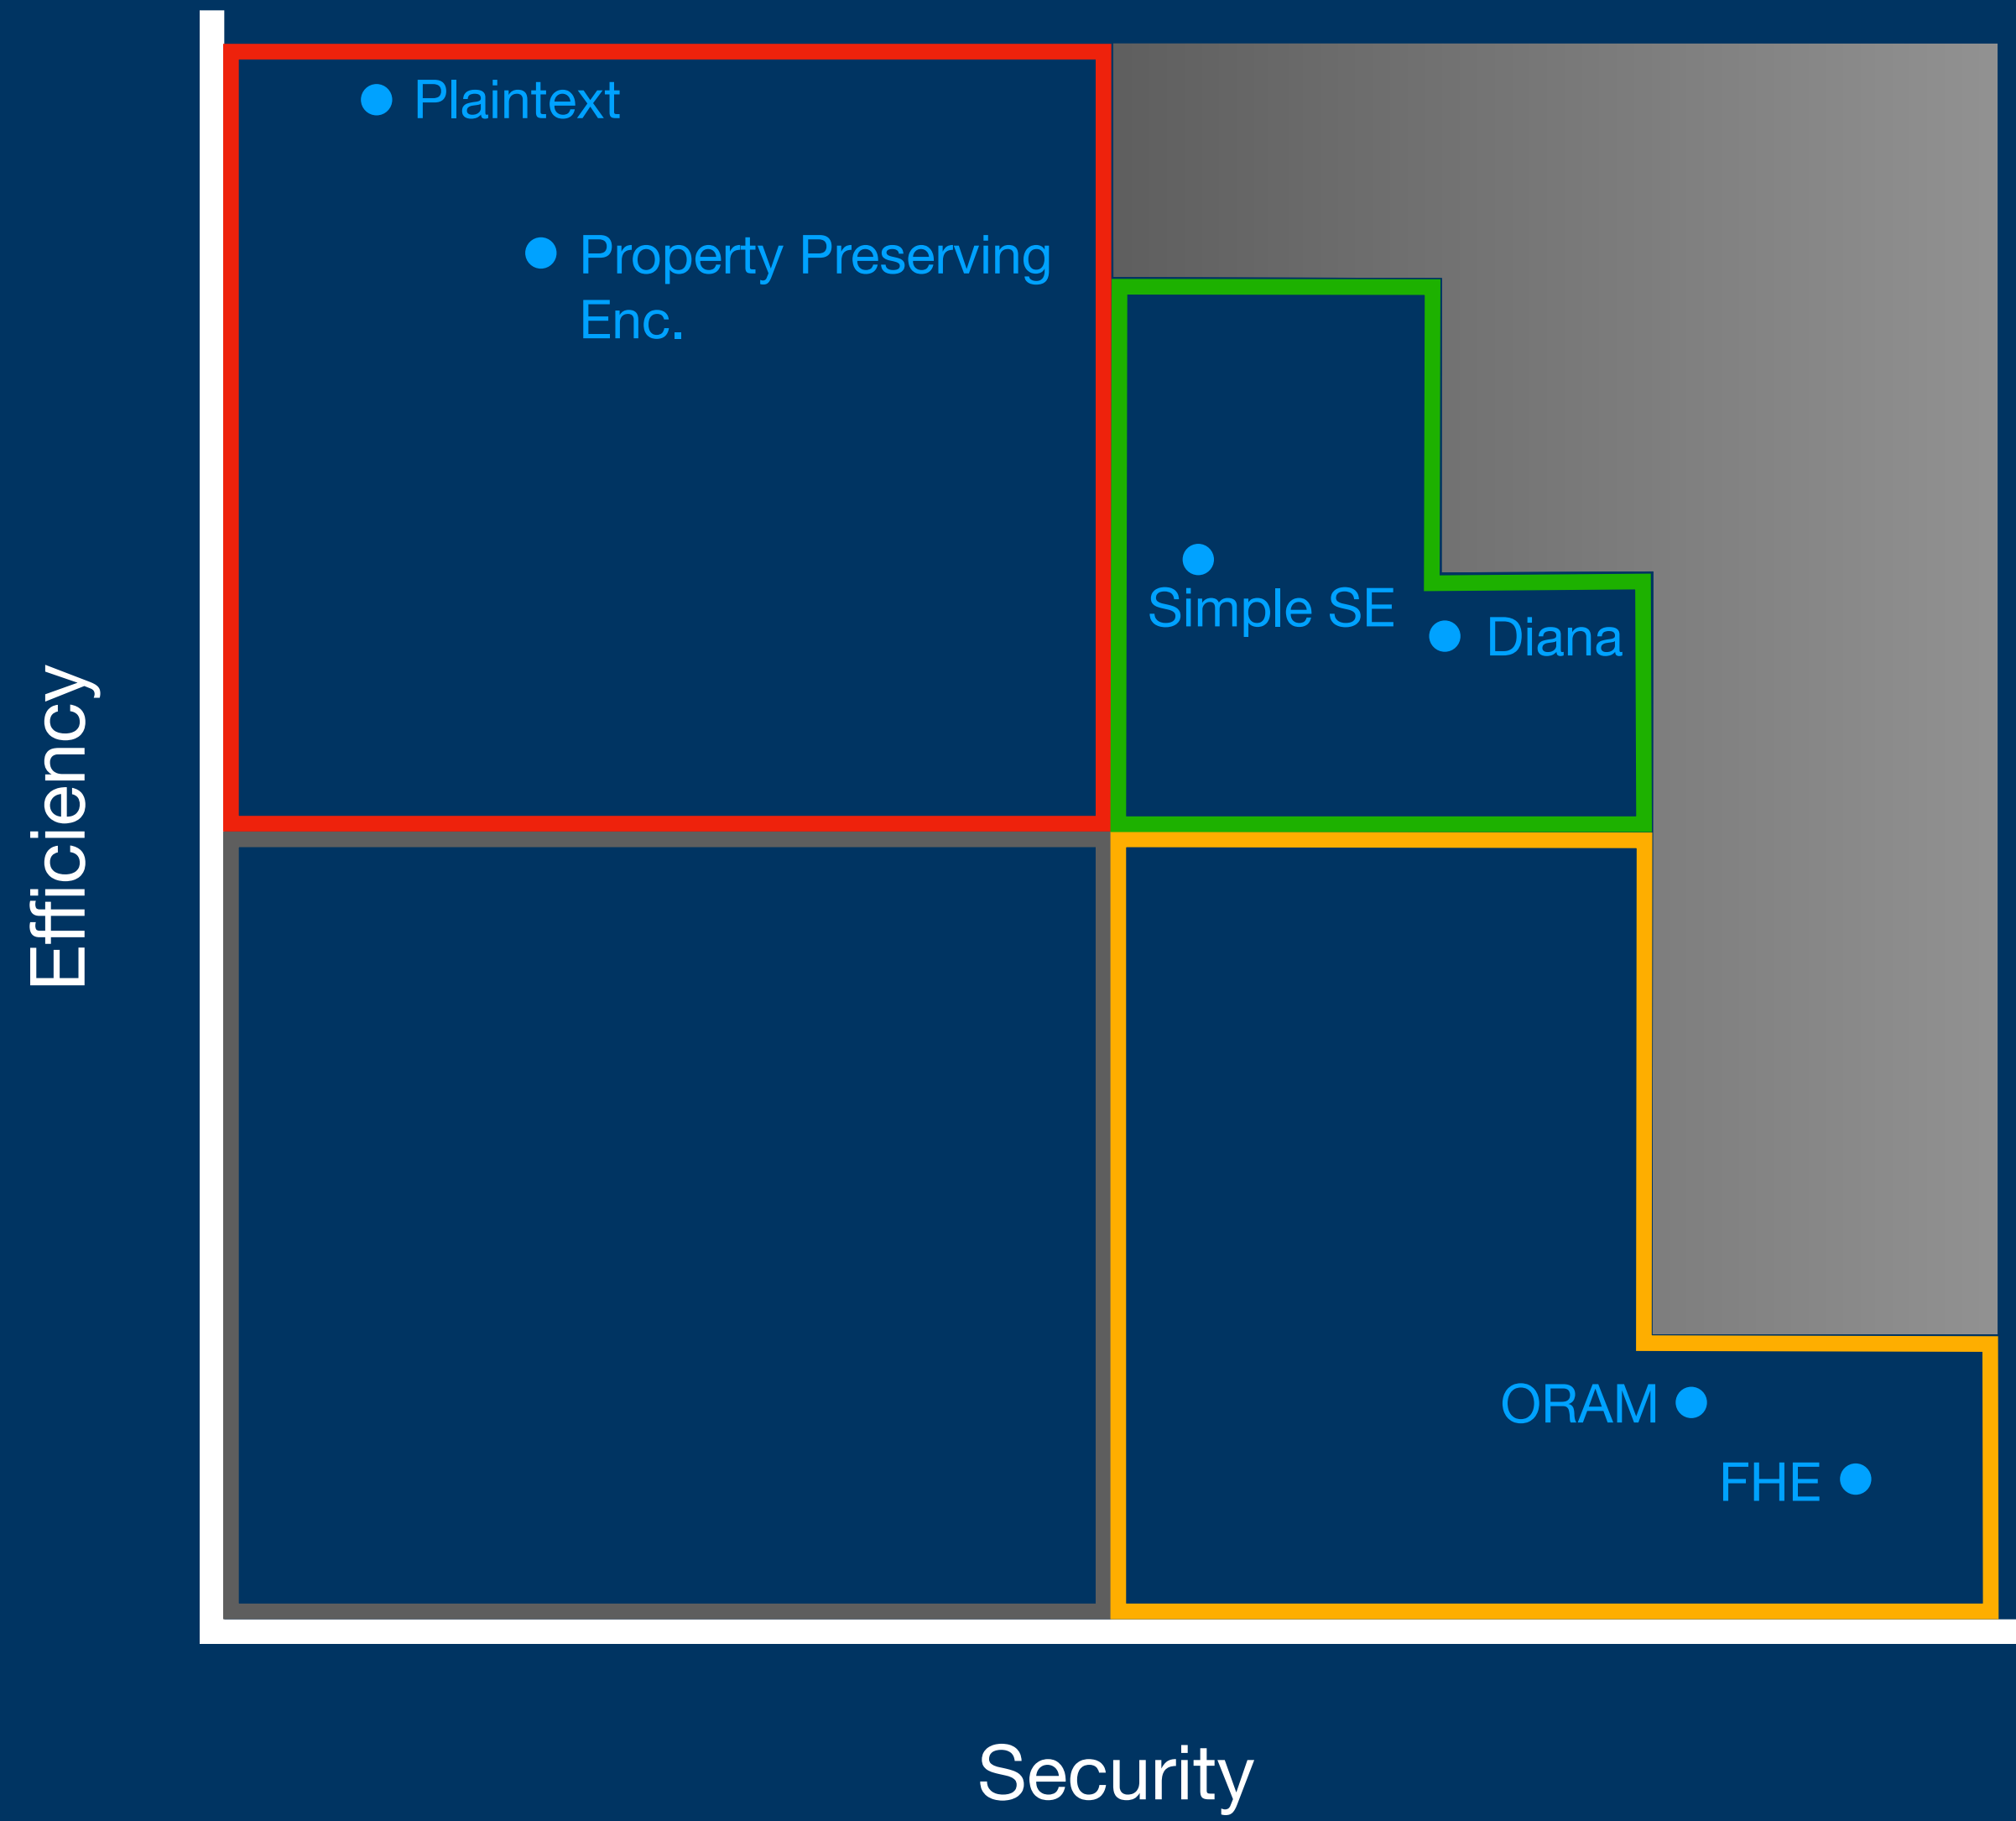 Plaintext
Property Preserving
Enc.
Simple SE
Diana
Efficiency
ORAM
FHE
Security